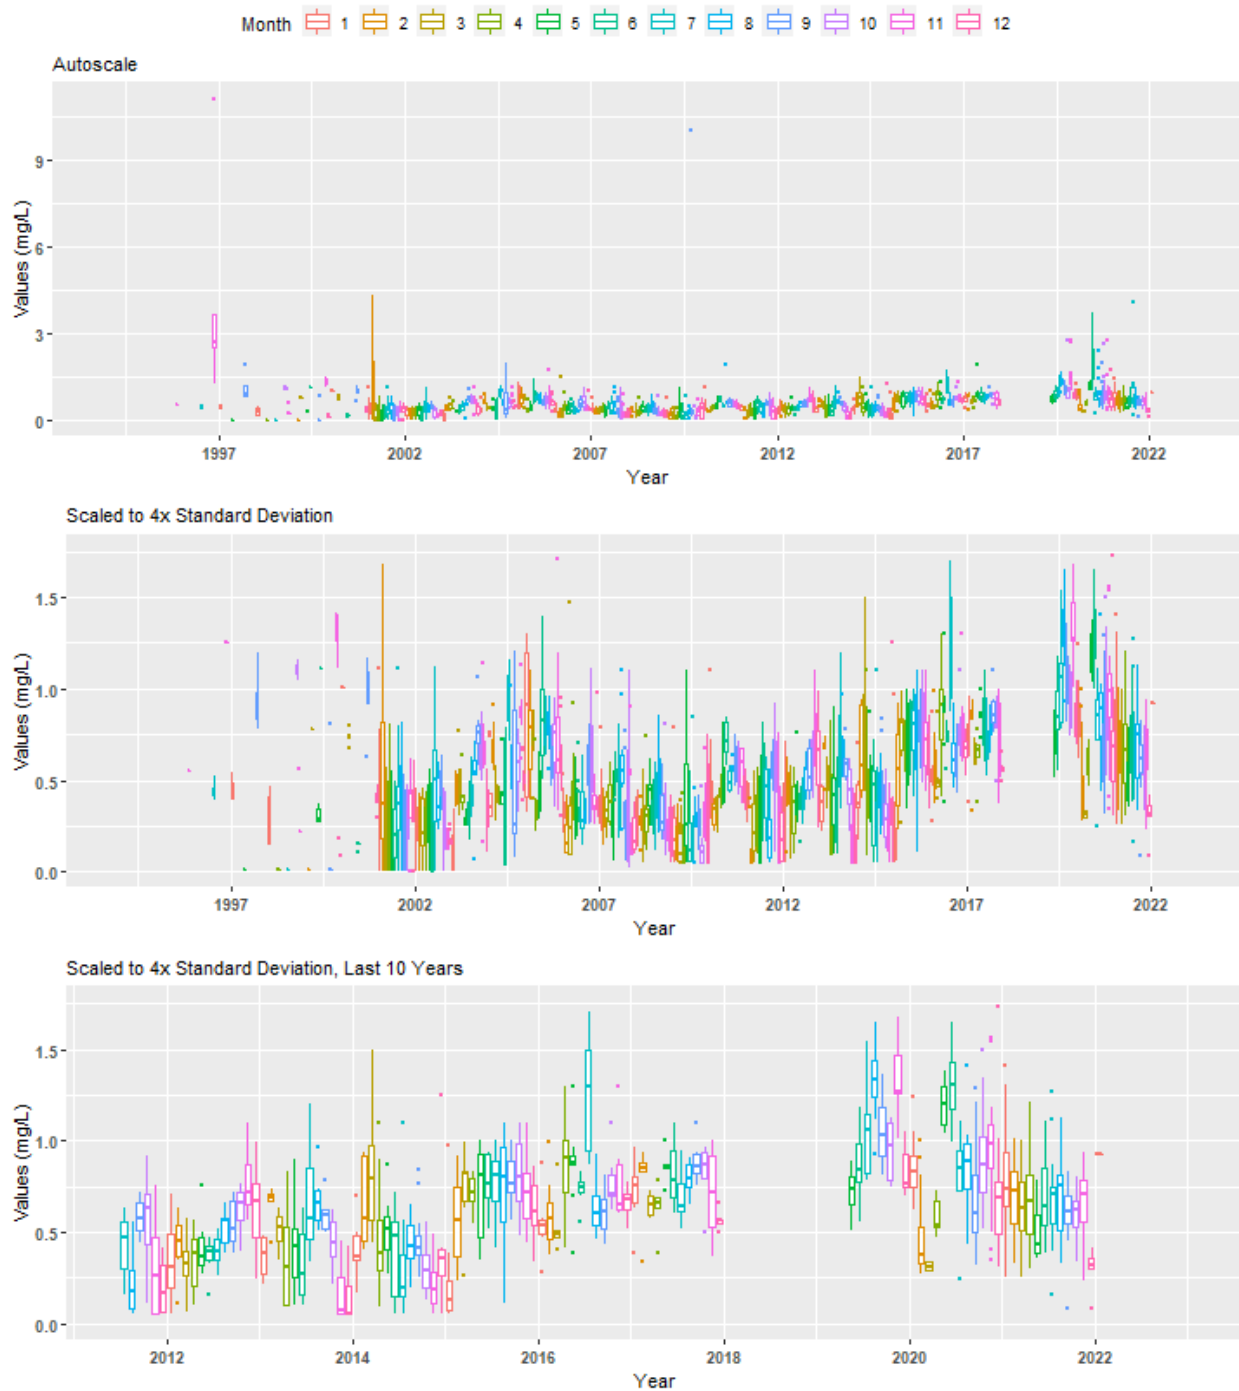 Month 1 2 3 4 5 6 7 8 9 10 11 12
Autoscale
Values (mg/L)
9
6
3
0
1997 2002 2007 2012 2017 2022
Year
Scaled to 4x Standard Deviation
Values (mg/L)
1.5
1.0
0.5
0.0
1997 2002 2007 2012 2017 2022
Year
Scaled to 4x Standard Deviation, Last 10 Years
Values (mg/L)
1.5
1.0
0.5
0.0
2012 2014 2016 2018 2020 2022
Year